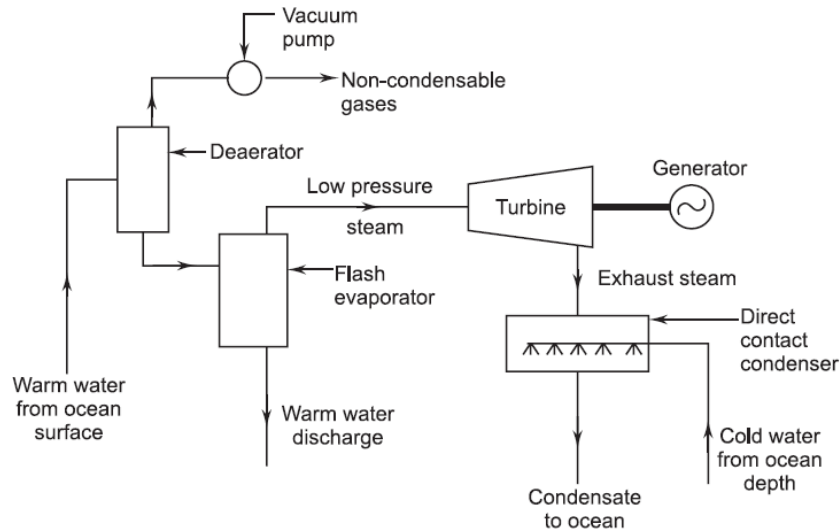 Vacuum
pump
Non-condensable
gases
Deaerator
Generator
Low pressure
steam
Turbine
Flash
evaporator
Exhaust steam
Direct
contact
condenser
Warm water
from ocean
surface
Warm water
discharge
Cold water
from ocean
depth
Condensate
to ocean